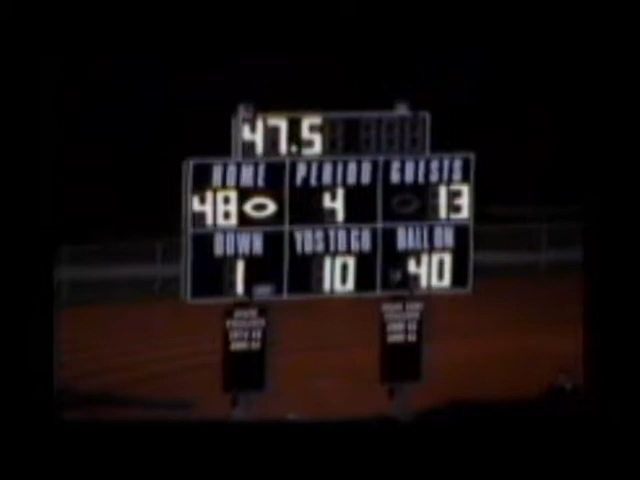 47.5
HOME PERIOD GUESTS
48 4 13
DOWN YDS TO GO BALL ON
1 10 40